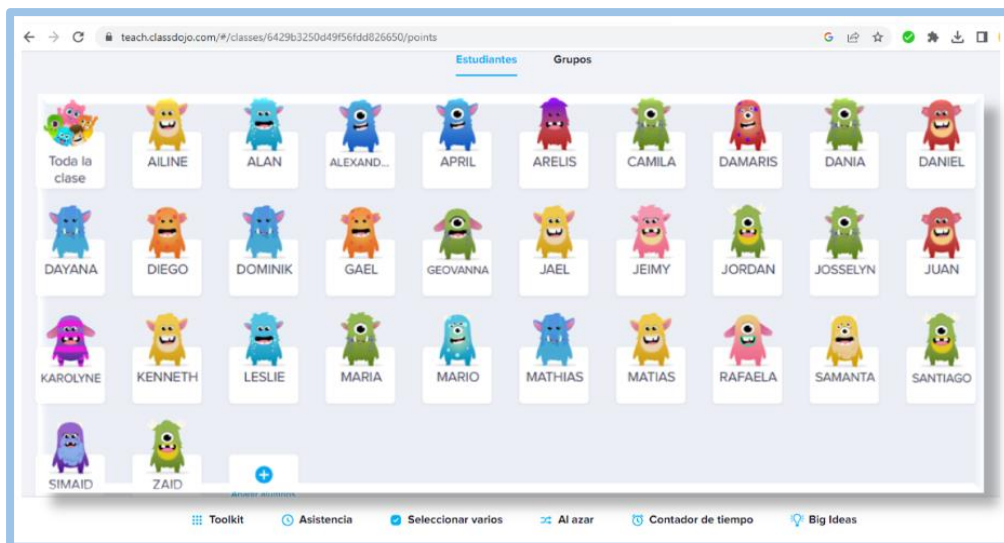 teach.classdojo.com/#/classes/6429b3250d49f56fdd826650/points
Estudiantes Grupos
Toda la clase
AILINE ALAN ALEXAND... APRIL ARELIS CAMILA DAMARIS DANIA DANIEL
DAYANA DIEGO DOMINIK GAEL GEOVANNA JAEL JEIMY JORDAN JOSSELYN JUAN
KAROLYNE KENNETH LESLIE MARIA MARIO MATHIAS MATIAS RAFAELA SAMANTA SANTIAGO
SIMAID ZAID
Toolkit Asistencia Seleccionar varios Al azar Contador de tiempo Big Ideas